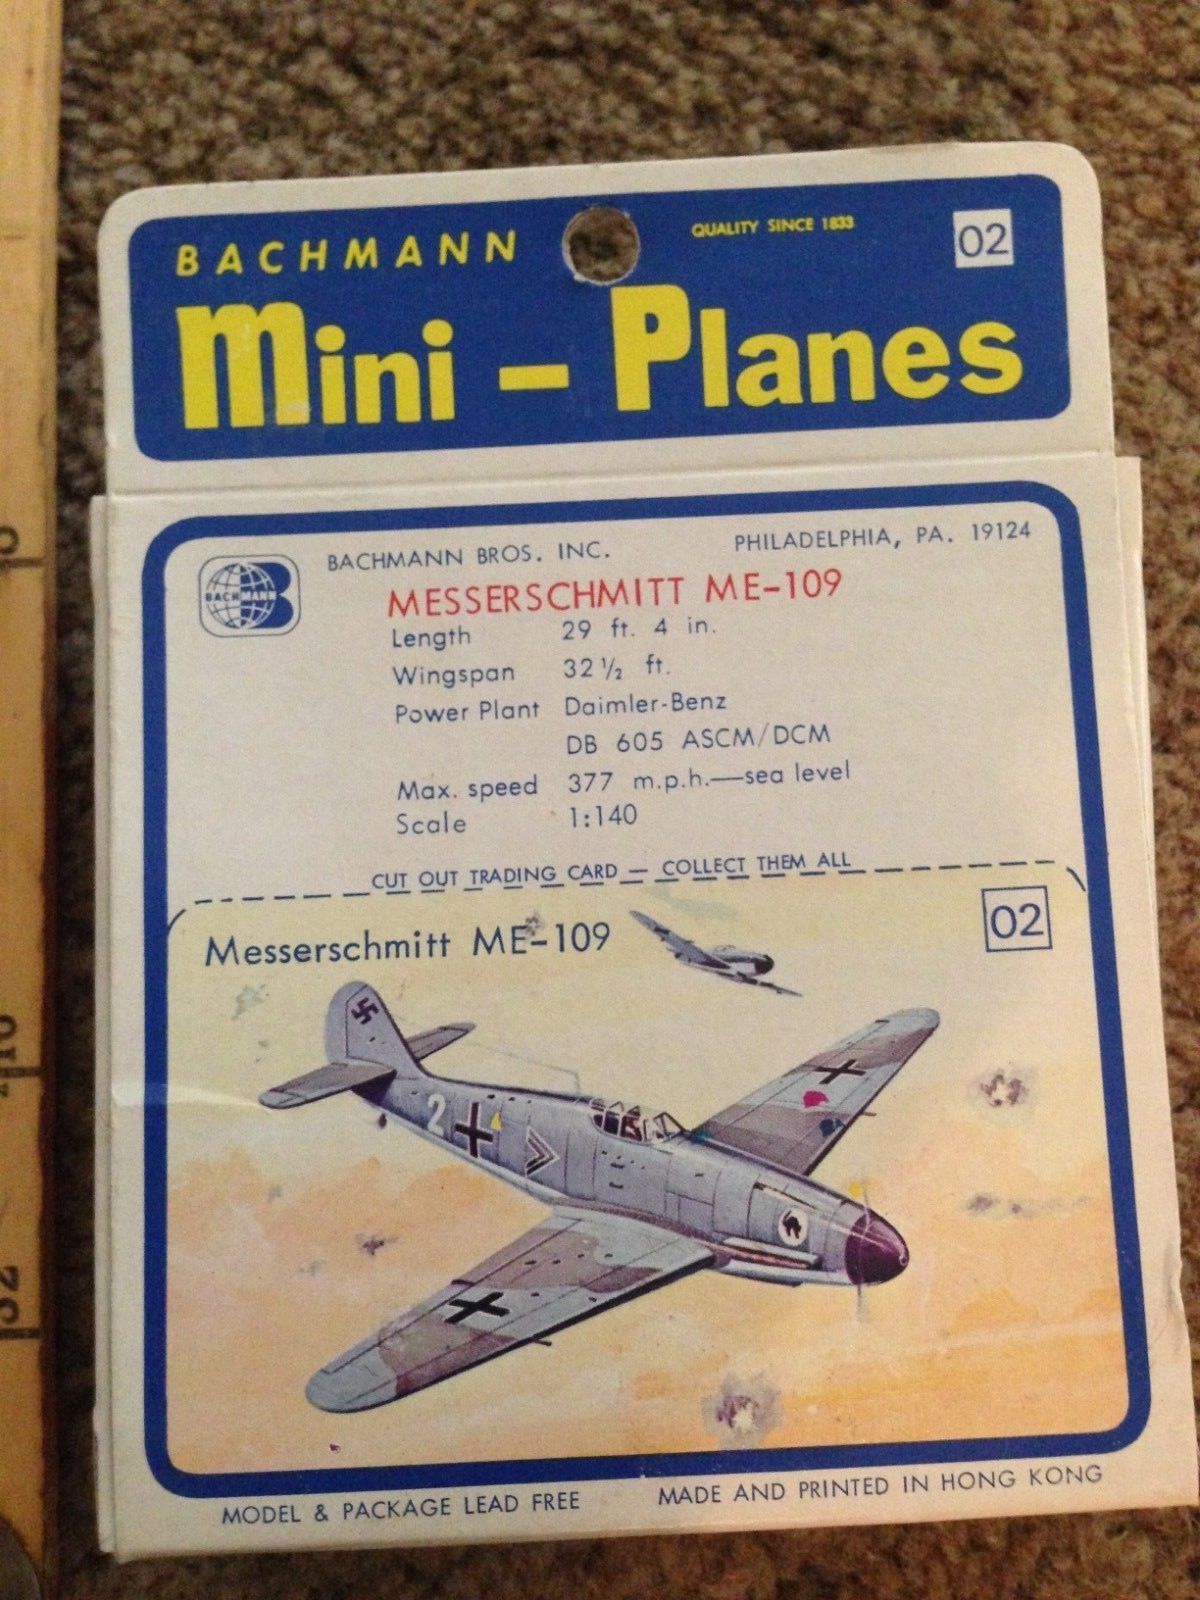 BACHMANN
QUALITY SINCE 1833
02
Mini – Planes
BACHMANN
BACHMANN BROS. INC.
PHILADELPHIA, PA. 19124
MESSERSCHMITT ME–109
Length 29 ft. 4 in.
Wingspan 32 ½ ft.
Power Plant Daimler-Benz
DB 605 ASCM/DCM
Max. speed 377 m.p.h.—sea level
Scale 1:140
CUT OUT TRADING CARD — COLLECT THEM ALL
Messerschmitt ME–109
02
2
MODEL & PACKAGE LEAD FREE
MADE AND PRINTED IN HONG KONG
10
32